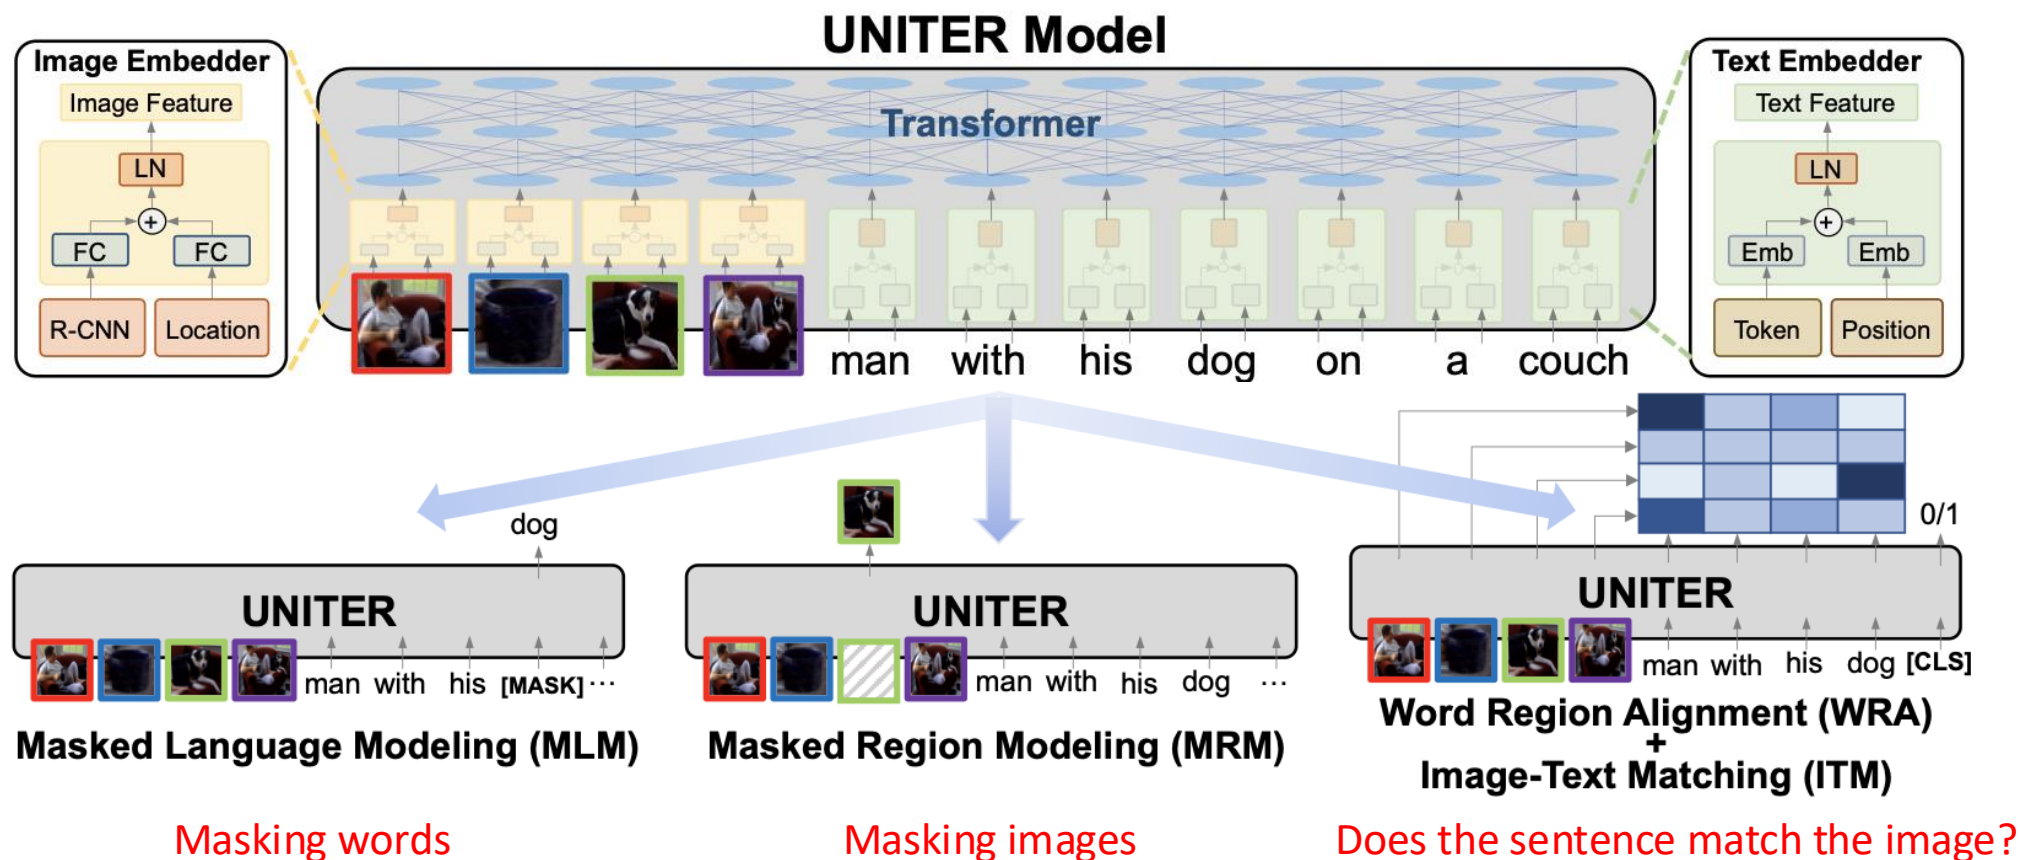 UNITER Model
Image Embedder
Image Feature
LN
+
FC
FC
R-CNN
Location
Transformer
man with his dog on a couch
Text Embedder
Text Feature
LN
+
Emb
Emb
Token
Position
dog
UNITER
man with his [MASK] ...
Masked Language Modeling (MLM)
Masking words
UNITER
man with his dog ...
Masked Region Modeling (MRM)
Masking images
0/1
UNITER
man with his dog [CLS]
Word Region Alignment (WRA)
+
Image-Text Matching (ITM)
Does the sentence match the image?